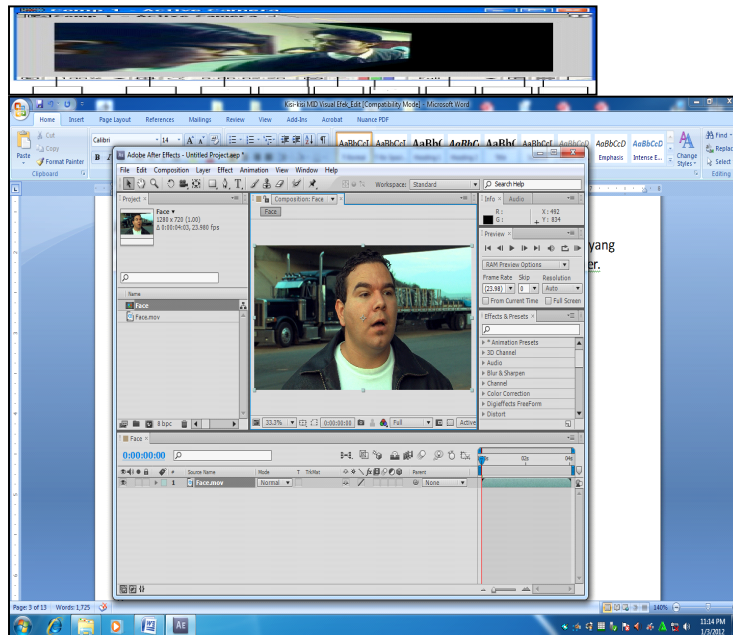 Kisi-kisi MID Visual Efek_Edit [Compatibility Mode] - Microsoft Word
Home Insert Page Layout References Mailings Review View Add-Ins Acrobat Nuance PDF
Cut
Copy
Paste
Format Painter
Clipboard
Calibri
14
AaBbCcD AaBbCcD
Emphasis Intense E...
Change Styles
Find
Replac
Select
Editing
yang
er.
Adobe After Effects - Untitled Project.aep *
File Edit Composition Layer Effect Animation View Window Help
Workspace: Standard
Search Help
Project
Face
1280 x 720 (1.00)
Δ 0:00:04:03, 23.980 fps
Name
Face
Face.mov
8 bpc
Composition: Face
Face
33.3% 0:00:00:00 Full Active
Info Audio
R : X : 492
G : Y : 834
Preview
RAM Preview Options
Frame Rate Skip Resolution
(23.98) 0 Auto
From Current Time Full Screen
Effects & Presets
* Animation Presets
3D Channel
Audio
Blur & Sharpen
Channel
Color Correction
Digieffects FreeForm
Distort
Face
0:00:00:00
02s 04s
# Source Name Mode T TrkMat Parent
1 Face.mov Normal None
Page: 3 of 13 Words: 1,725
140%
11:14 PM
1/3/2012